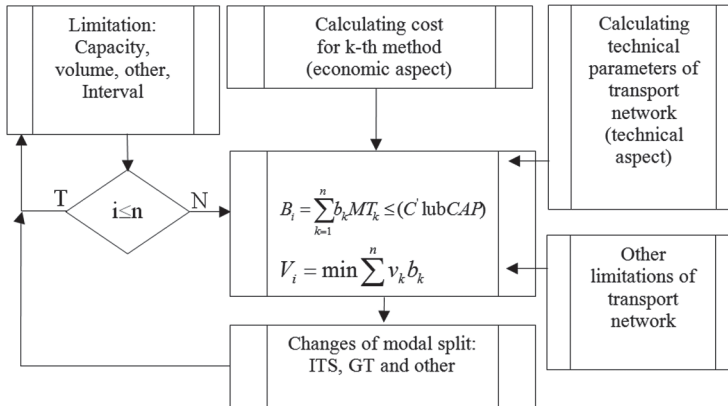 Limitation:
Capacity,
volume, other,
Interval
Calculating cost
for k-th method
(economic aspect)
Calculating
technical
parameters of
transport
network
(technical
aspect)
T
i≤n
N
B_i = \sum_{k=1}^{n} b_k MT_k ≤ (C' lub CAP)
V_i = min \sum^{n} v_k b_k
Other
limitations of
transport
network
Changes of modal split:
ITS, GT and other